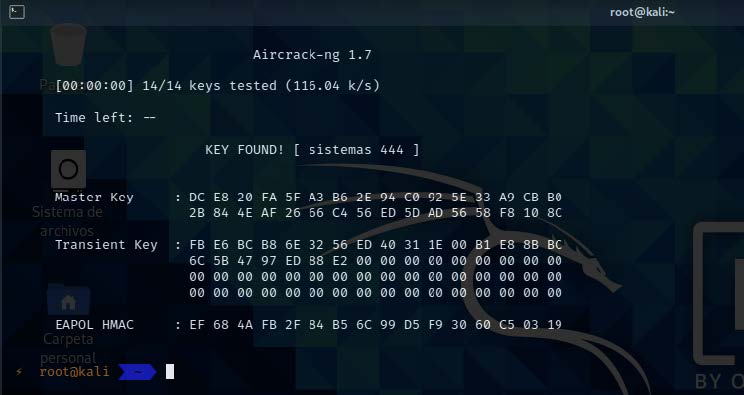 root@kali:~
Aircrack-ng 1.7
[00:00:00] 14/14 keys tested (116.04 k/s)
Time left: --
KEY FOUND! [ sistemas 444 ]
Master Key : DC E8 20 FA 5F A3 B6 2E 94 C0 92 5E 33 A9 CB B0
2B 84 4E AF 26 66 C4 56 ED 5D AD 56 58 F8 10 8C
Sistema de
archivos
Transient Key : FB E6 BC B8 6E 32 56 ED 40 31 1E 00 B1 E8 8B BC
6C 5B 47 97 ED 88 E2 00 00 00 00 00 00 00 00 00
00 00 00 00 00 00 00 00 00 00 00 00 00 00 00 00
00 00 00 00 00 00 00 00 00 00 00 00 00 00 00 00
EAPOL HMAC : EF 68 4A FB 2F 84 B5 6C 99 D5 F9 30 60 C5 03 19
Carpeta
personal
root@kali ~
BY O